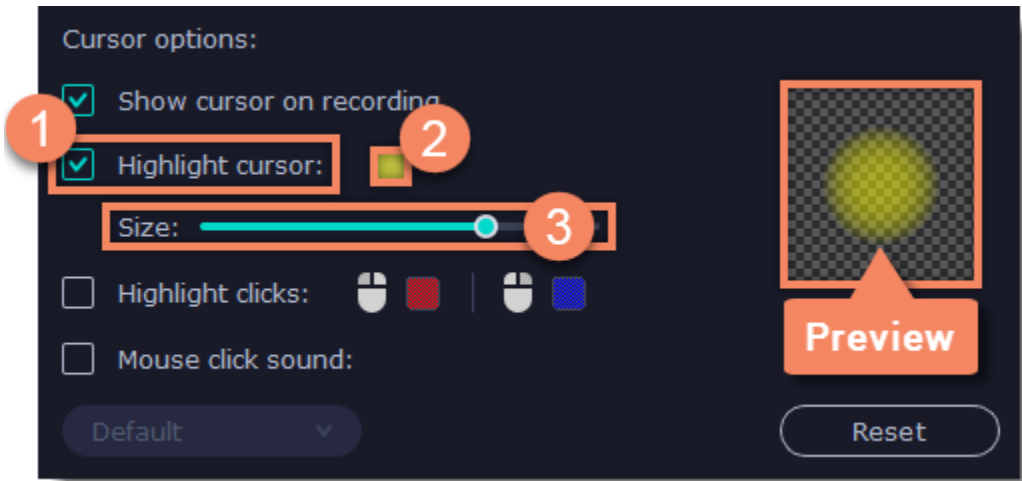 Cursor options:
Show cursor on recording
1
Highlight cursor:
2
Size:
3
Highlight clicks:
Preview
Mouse click sound:
Default
Reset